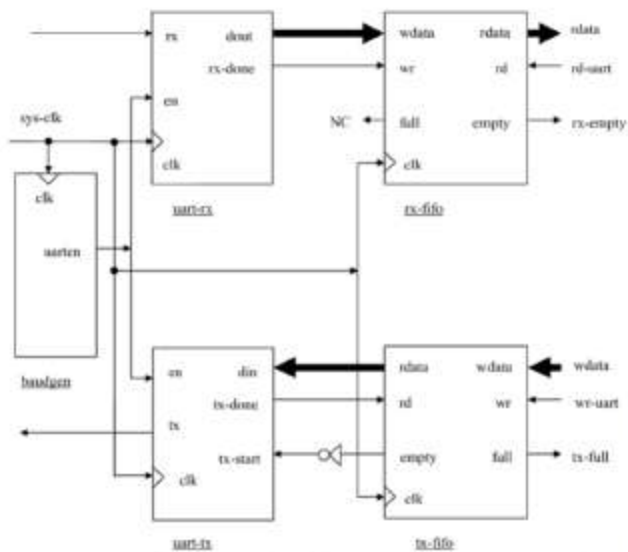 rx dout wdata rdata rdata
rx-done wr rd rd-uart
en
sys-clk NC full empty rx-empty
clk clk
clk
uart-rx rx-fifo
uarten
baudgen
en din rdata wdata wdata
tx-done rd wr wr-uart
tx
tx-start empty full tx-full
clk
clk
uart-tx tx-fifo